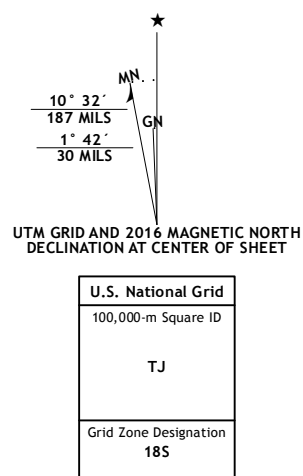 ★
MN
GN
10° 32´
187 MILS
1° 42´
30 MILS
UTM GRID AND 2016 MAGNETIC NORTH
DECLINATION AT CENTER OF SHEET
U.S. National Grid
100,000-m Square ID
TJ
Grid Zone Designation
18S